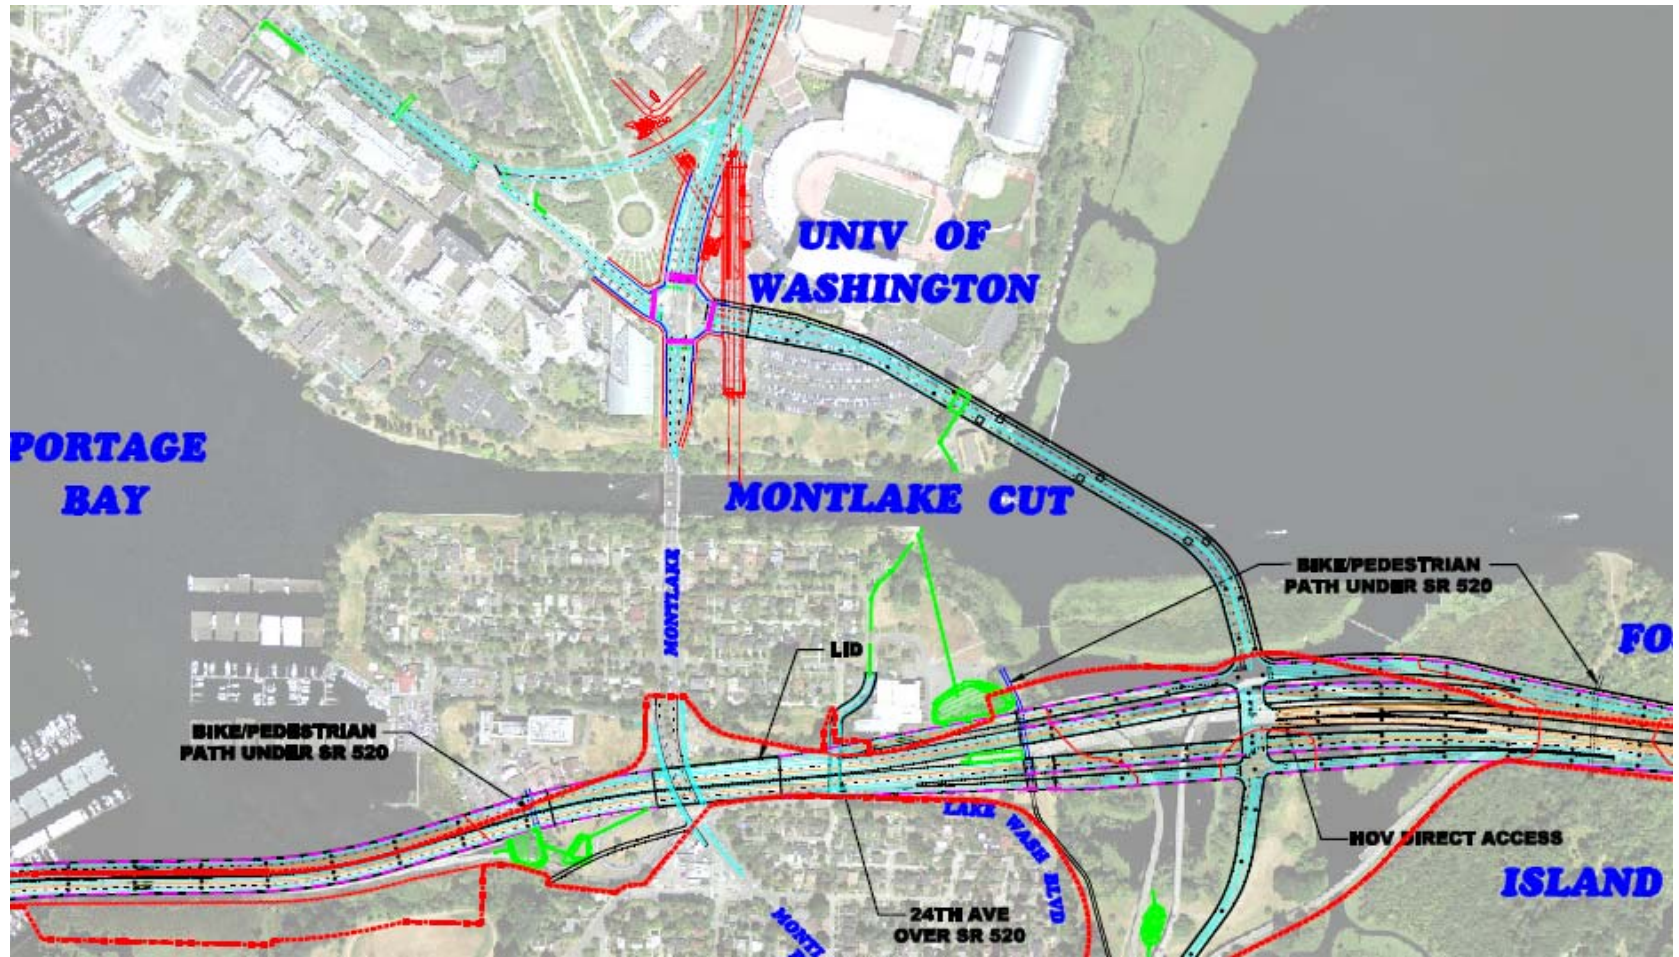 UNIV OF
WASHINGTON
PORTAGE
BAY
MONTLAKE CUT
MONTLAKE
BIKE/PEDESTRIAN
PATH UNDER SR 520
FO
LID
BIKE/PEDESTRIAN
PATH UNDER SR 520
LAKE WASH BLVD
HOV DIRECT ACCESS
ISLAND
24TH AVE
OVER SR 520
MONTL